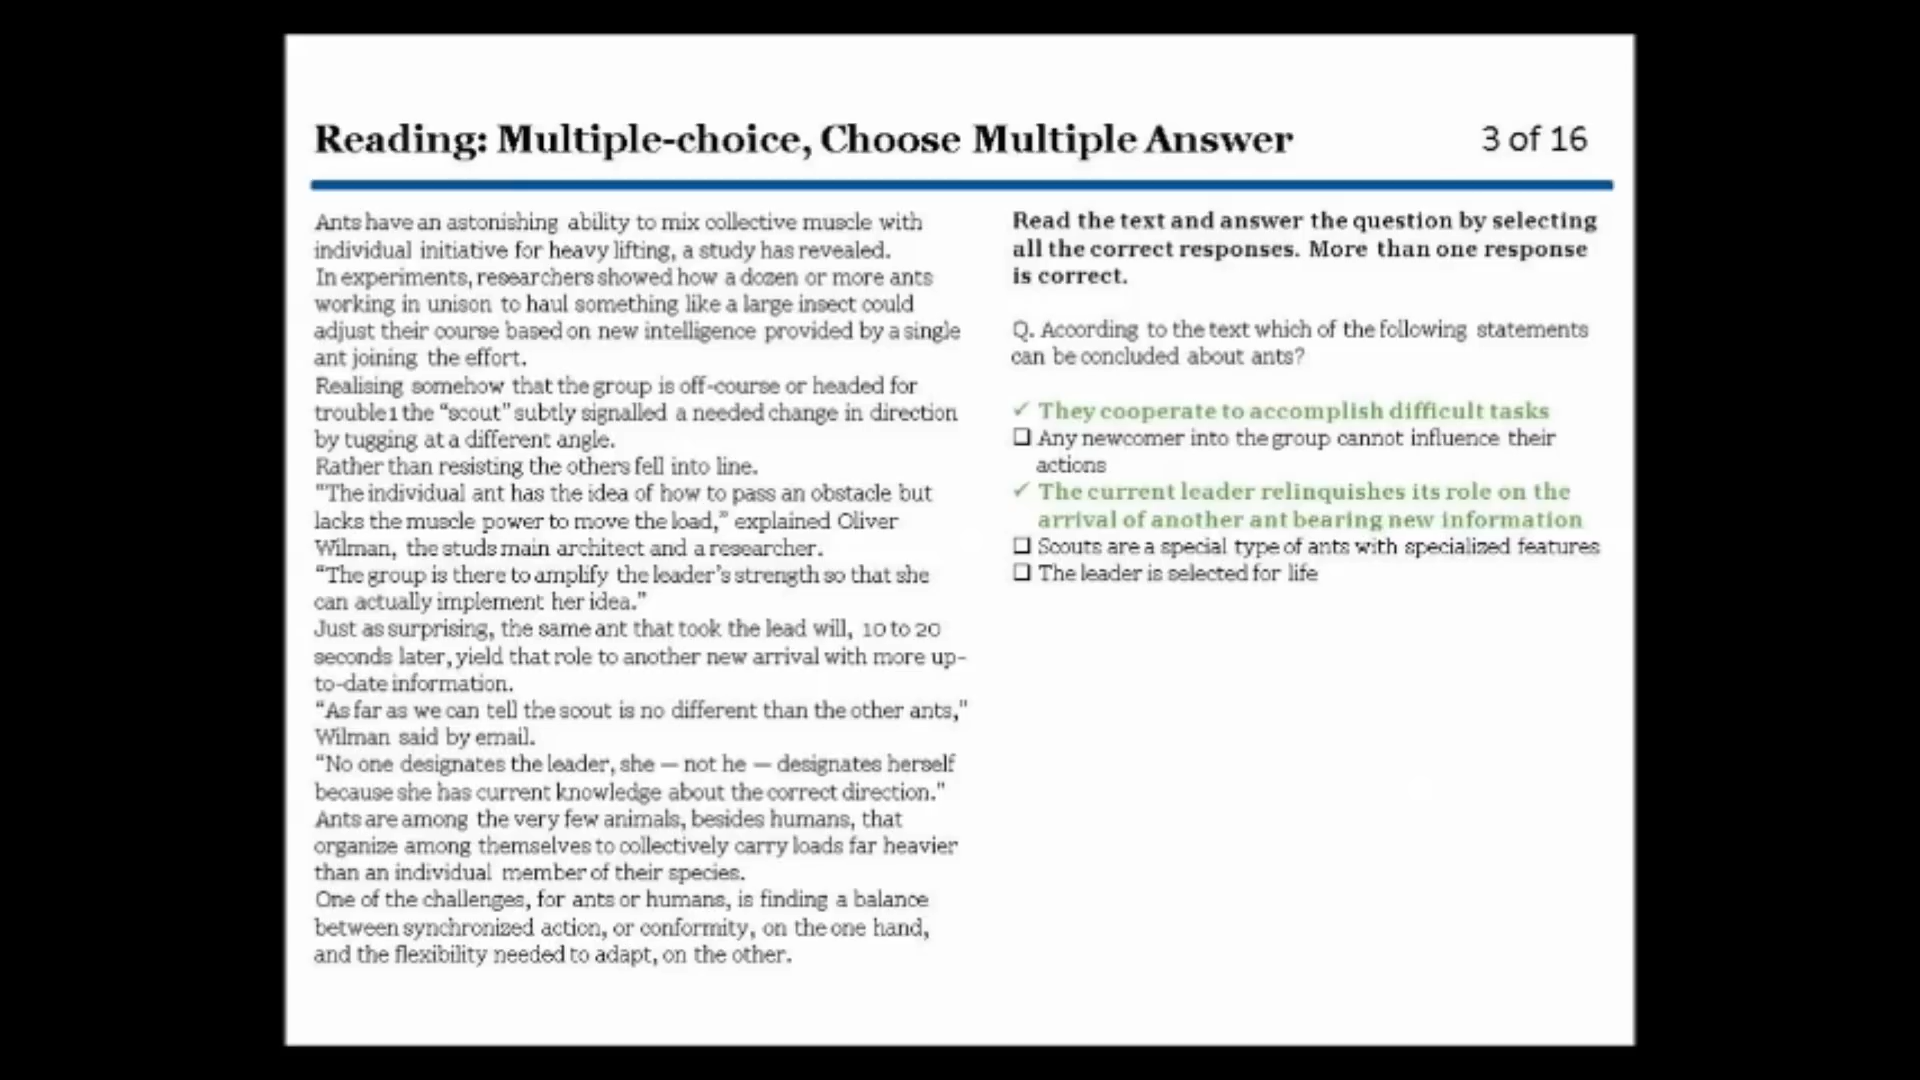 Reading: Multiple-choice, Choose Multiple Answer
3 of 16
Ants have an astonishing ability to mix collective muscle with
individual initiative for heavy lifting, a study has revealed.
In experiments, researchers showed how a dozen or more ants
working in unison to haul something like a large insect could
adjust their course based on new intelligence provided by a single
ant joining the effort.
Realising somehow that the group is off-course or headed for
trouble1 the “scout” subtly signalled a needed change in direction
by tugging at a different angle.
Rather than resisting the others fell into line.
“The individual ant has the idea of how to pass an obstacle but
lacks the muscle power to move the load,” explained Oliver
Wilman, the studs main architect and a researcher.
“The group is there to amplify the leader’s strength so that she
can actually implement her idea.”
Just as surprising, the same ant that took the lead will, 10 to 20
seconds later, yield that role to another new arrival with more up-
to-date information.
“As far as we can tell the scout is no different than the other ants,”
Wilman said by email.
“No one designates the leader, she — not he — designates herself
because she has current knowledge about the correct direction.”
Ants are among the very few animals, besides humans, that
organize among themselves to collectively carry loads far heavier
than an individual member of their species.
One of the challenges, for ants or humans, is finding a balance
between synchronized action, or conformity, on the one hand,
and the flexibility needed to adapt, on the other.
Read the text and answer the question by selecting
all the correct responses. More than one response
is correct.
Q. According to the text which of the following statements
can be concluded about ants?
✓ They cooperate to accomplish difficult tasks
❑ Any newcomer into the group cannot influence their
actions
✓ The current leader relinquishes its role on the
arrival of another ant bearing new information
❑ Scouts are a special type of ants with specialized features
❑ The leader is selected for life